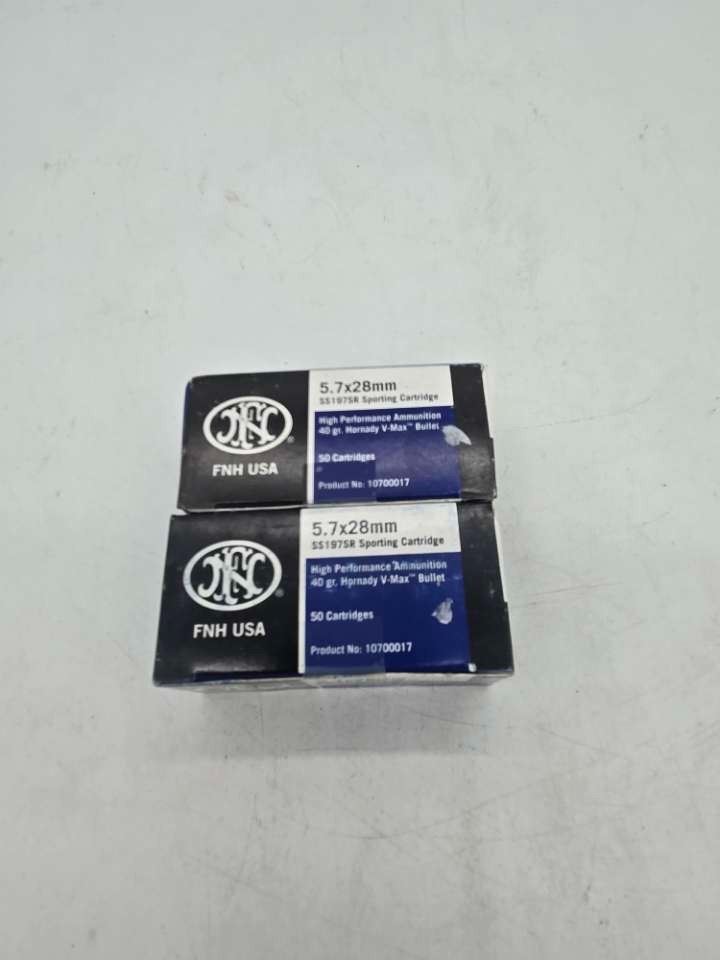 FN
®
FNH USA
5.7x28mm
SS197SR Sporting Cartridge
High Performance Ammunition
40 gr. Hornady V-Max™ Bullet
50 Cartridges
Product No: 10700017
FN
®
FNH USA
5.7x28mm
SS197SR Sporting Cartridge
High Performance Ammunition
40 gr. Hornady V-Max™ Bullet
50 Cartridges
Product No: 10700017